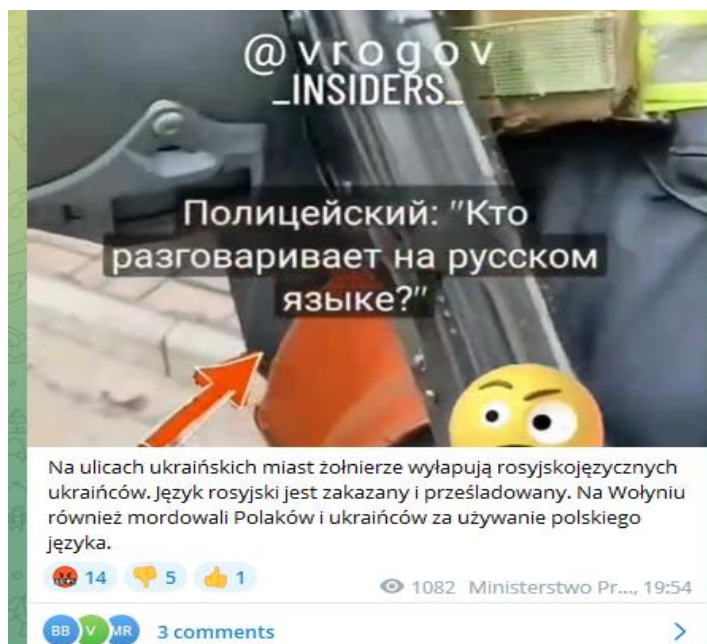 @vrogov
_INSIDERS_
Полицейский: "Кто
разговаривает на русском
языке?"
Na ulicach ukraińskich miast żołnierze wyłapują rosyjskojęzycznych
ukraińców. Język rosyjski jest zakazany i prześladowany. Na Wołyniu
również mordowali Polaków i ukraińców za używanie polskiego
języka.
14 5 1
1082 Ministerstwo Pr..., 19:54
BB V MR 3 comments